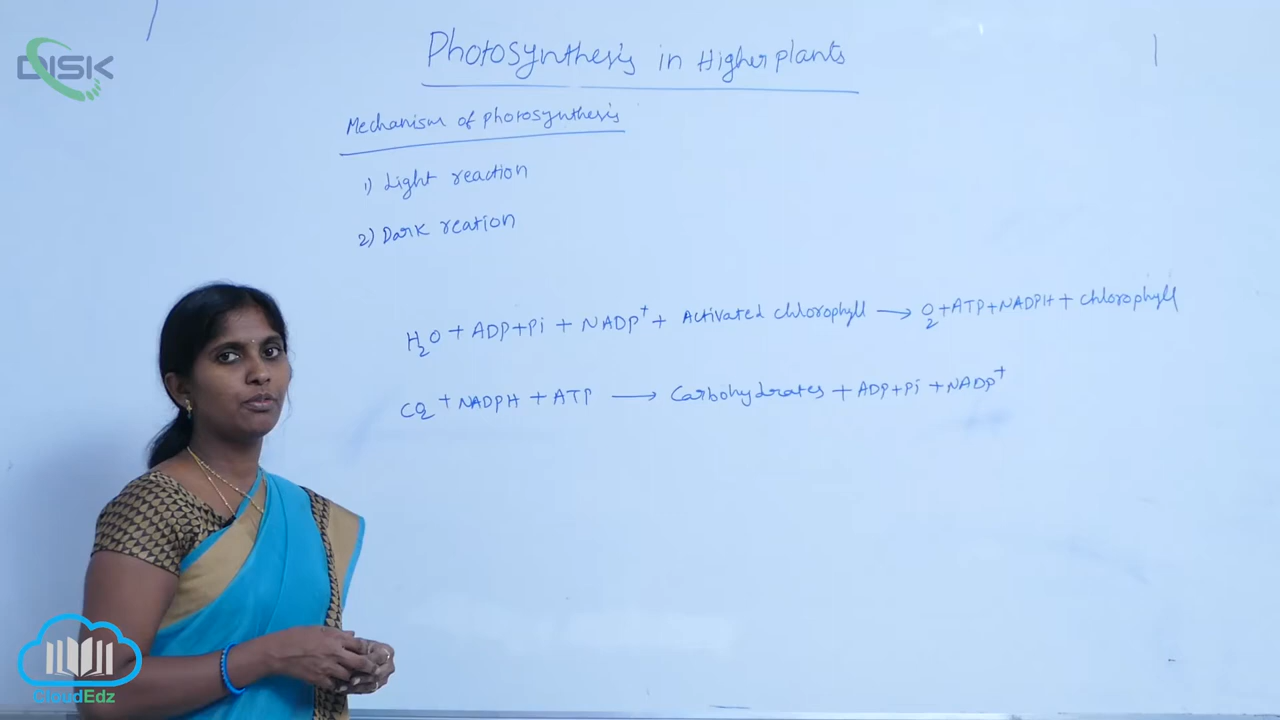 DISK
Photosynthesis in Higher plants
Mechanism of photosynthesis
1) Light reaction
2) Dark reation
H₂O + ADP+Pi + NADP⁺ + Activated chlorophyll → O₂+ATP+NADPH + chlorophyll
CO₂ + NADPH + ATP → Carbohydrates + ADP+Pi + NADP⁺
CloudEdz